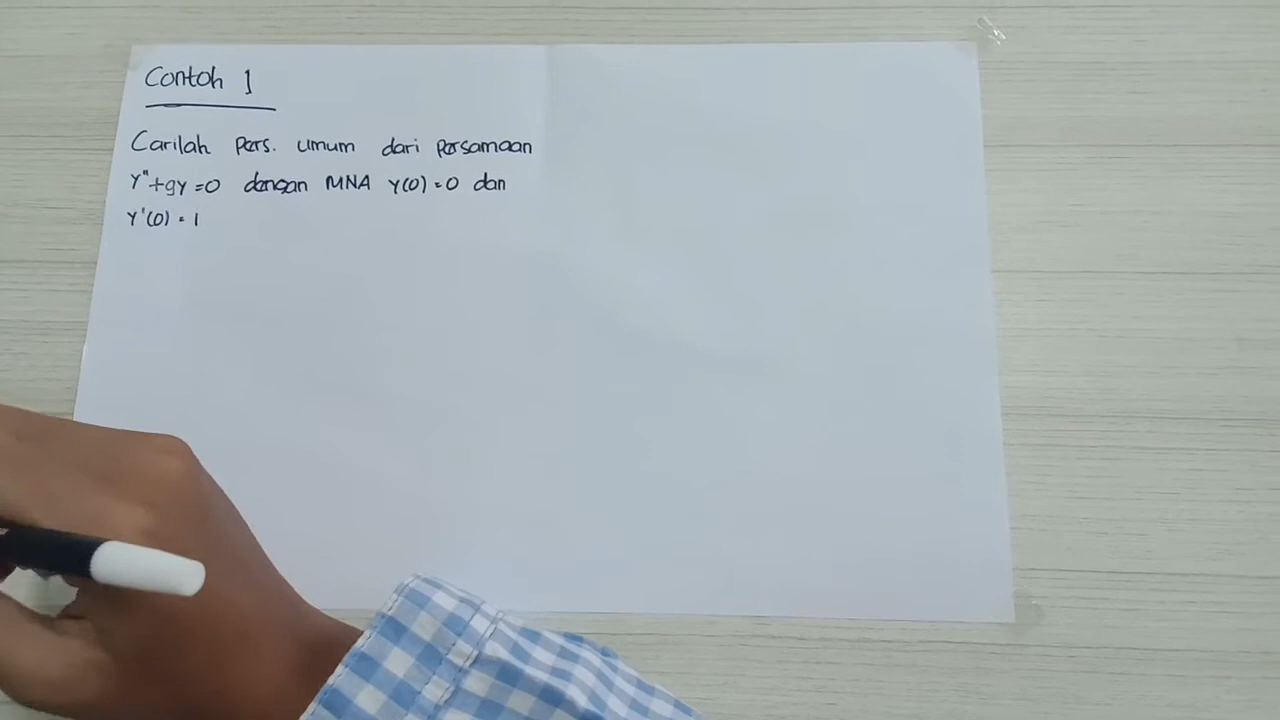 Contoh 1
Carilah Pers. Umum dari Persamaan
y"+9y =0 dengan MNA y(0)=0 dan
y'(0) = 1